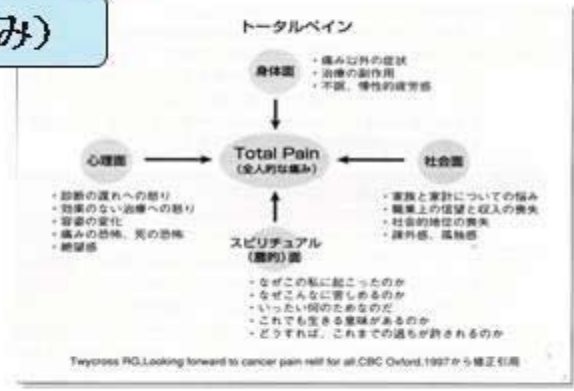 み)
トータルペイン
身体面
・痛み以外の症状
・治療の副作用
・不眠、慢性的疲労感
心理面
Total Pain
(全人的な痛み)
社会面
・診断の遅れへの怒り
・効果のない治療への怒り
・容姿の変化
・痛みの恐怖、死の恐怖
・絶望感
・家族と家計についての悩み
・職業上の信望と収入の喪失
・社会的地位の喪失
・疎外感、孤独感
スピリチュアル
(霊的)面
・なぜこの私に起こったのか
・なぜこんなに苦しめるのか
・いったい何のためなのだ
・これでも生きる意味があるのか
・どうすれば、これまでの過ちが許されるのか
Twycross RG,Looking forward to cancer pain relif for all.CBC Oxford,1997から修正引用